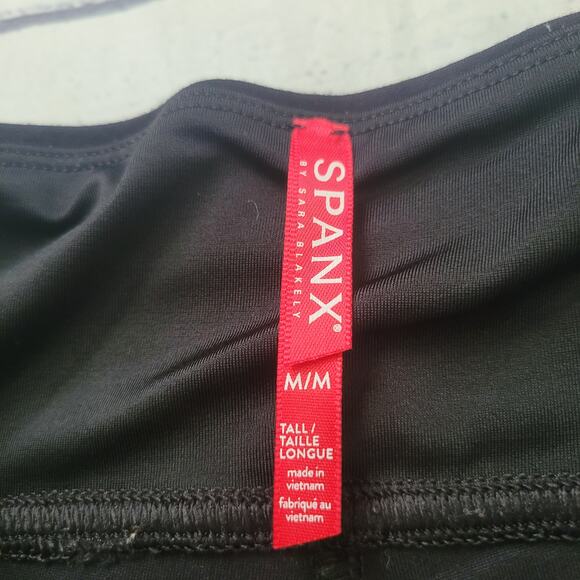 SPANX®
BY SARA BLAKELY
M/M
TALL/
TAILLE
LONGUE
made in
vietnam
fabriqué au
vietnam